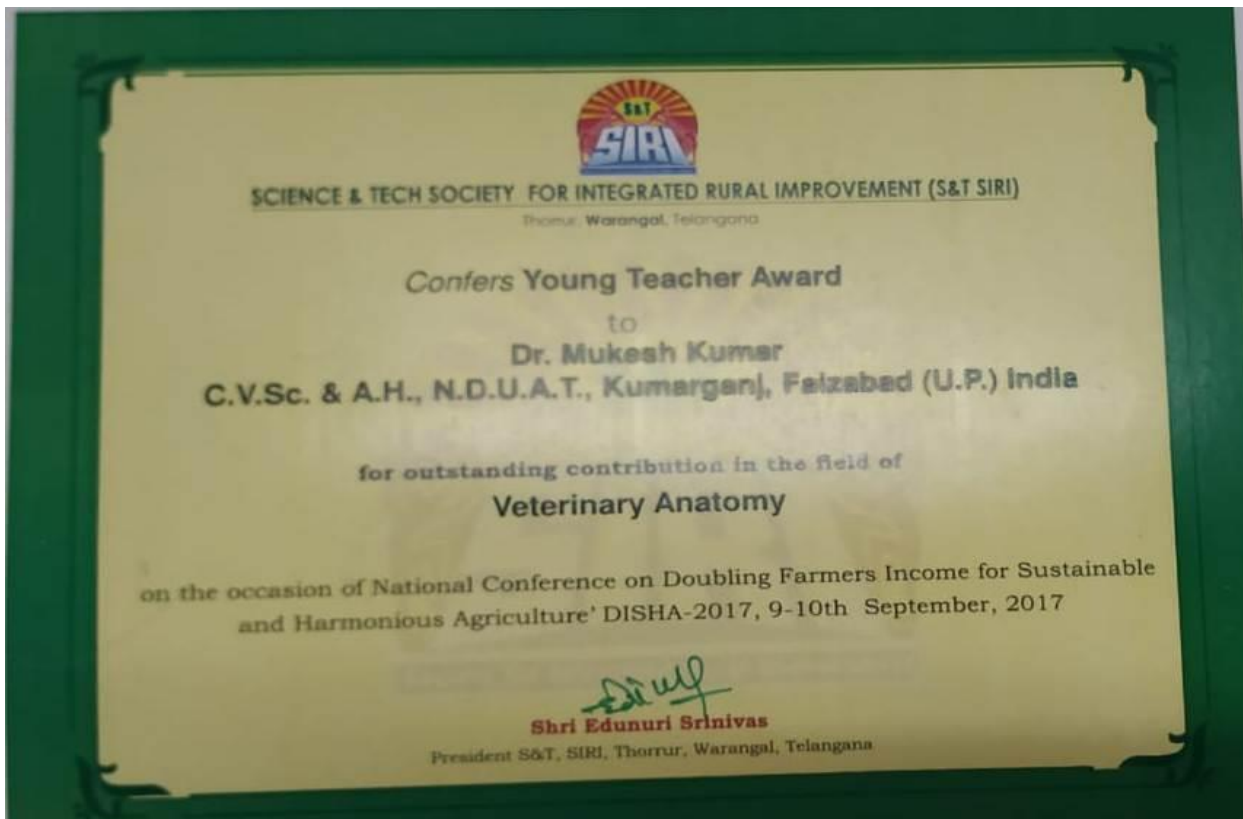 S&T
SIRI
SCIENCE & TECH SOCIETY FOR INTEGRATED RURAL IMPROVEMENT (S&T SIRI)
Thorrur, Warangal, Telangana
Confers Young Teacher Award
to
Dr. Mukesh Kumar
C.V.Sc. & A.H., N.D.U.A.T., Kumarganj, Faizabad (U.P.) India
for outstanding contribution in the field of
Veterinary Anatomy
on the occasion of National Conference on Doubling Farmers Income for Sustainable
and Harmonious Agriculture' DISHA-2017, 9-10th September, 2017
Shri Edunuri Srinivas
President S&T, SIRI, Thorrur, Warangal, Telangana